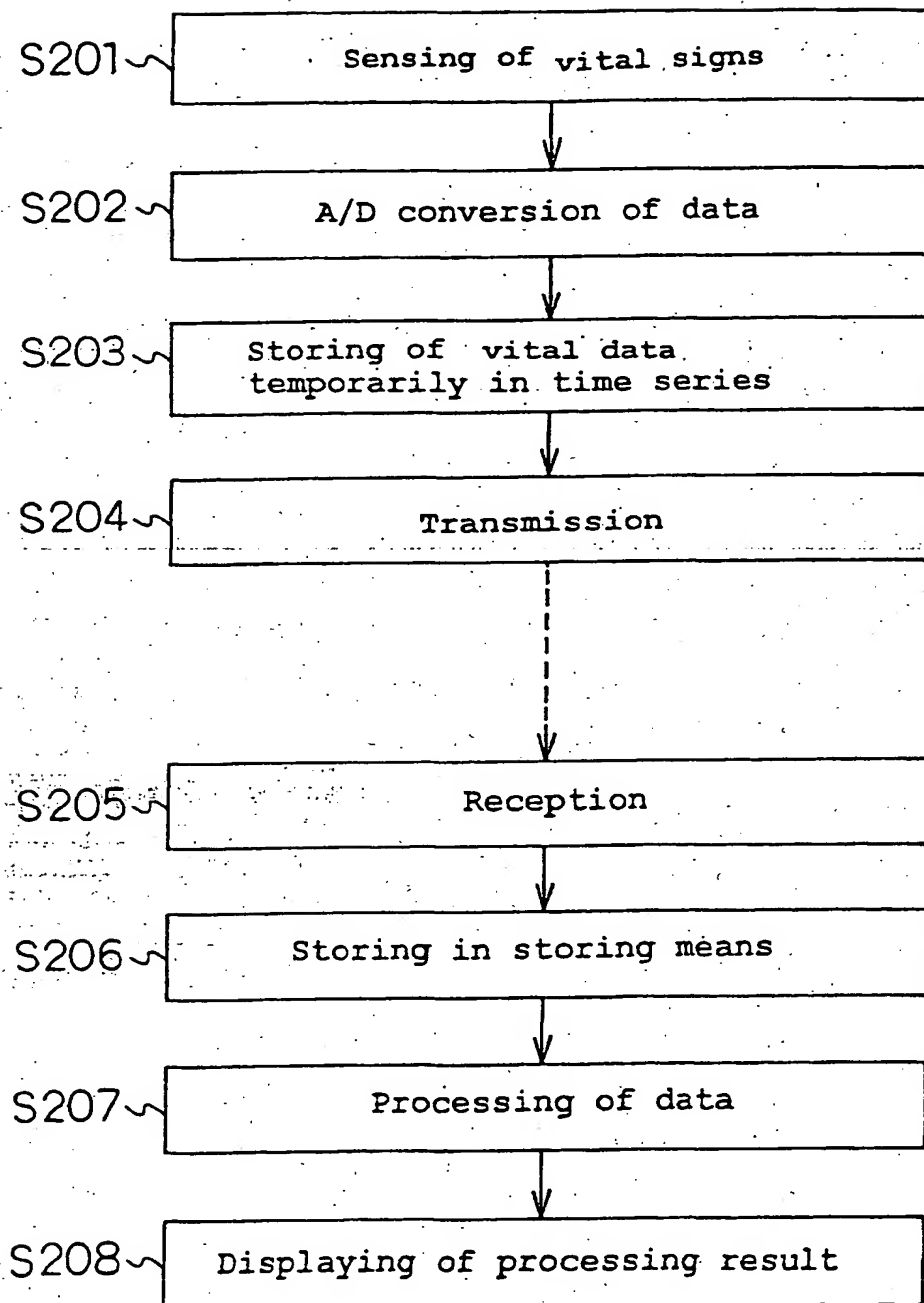 S201 Sensing of vital signs
S202 A/D conversion of data
S203 Storing of vital data
temporarily in time series
S204 Transmission
S205 Reception
S206 Storing in storing means
S207 Processing of data
S208 Displaying of processing result